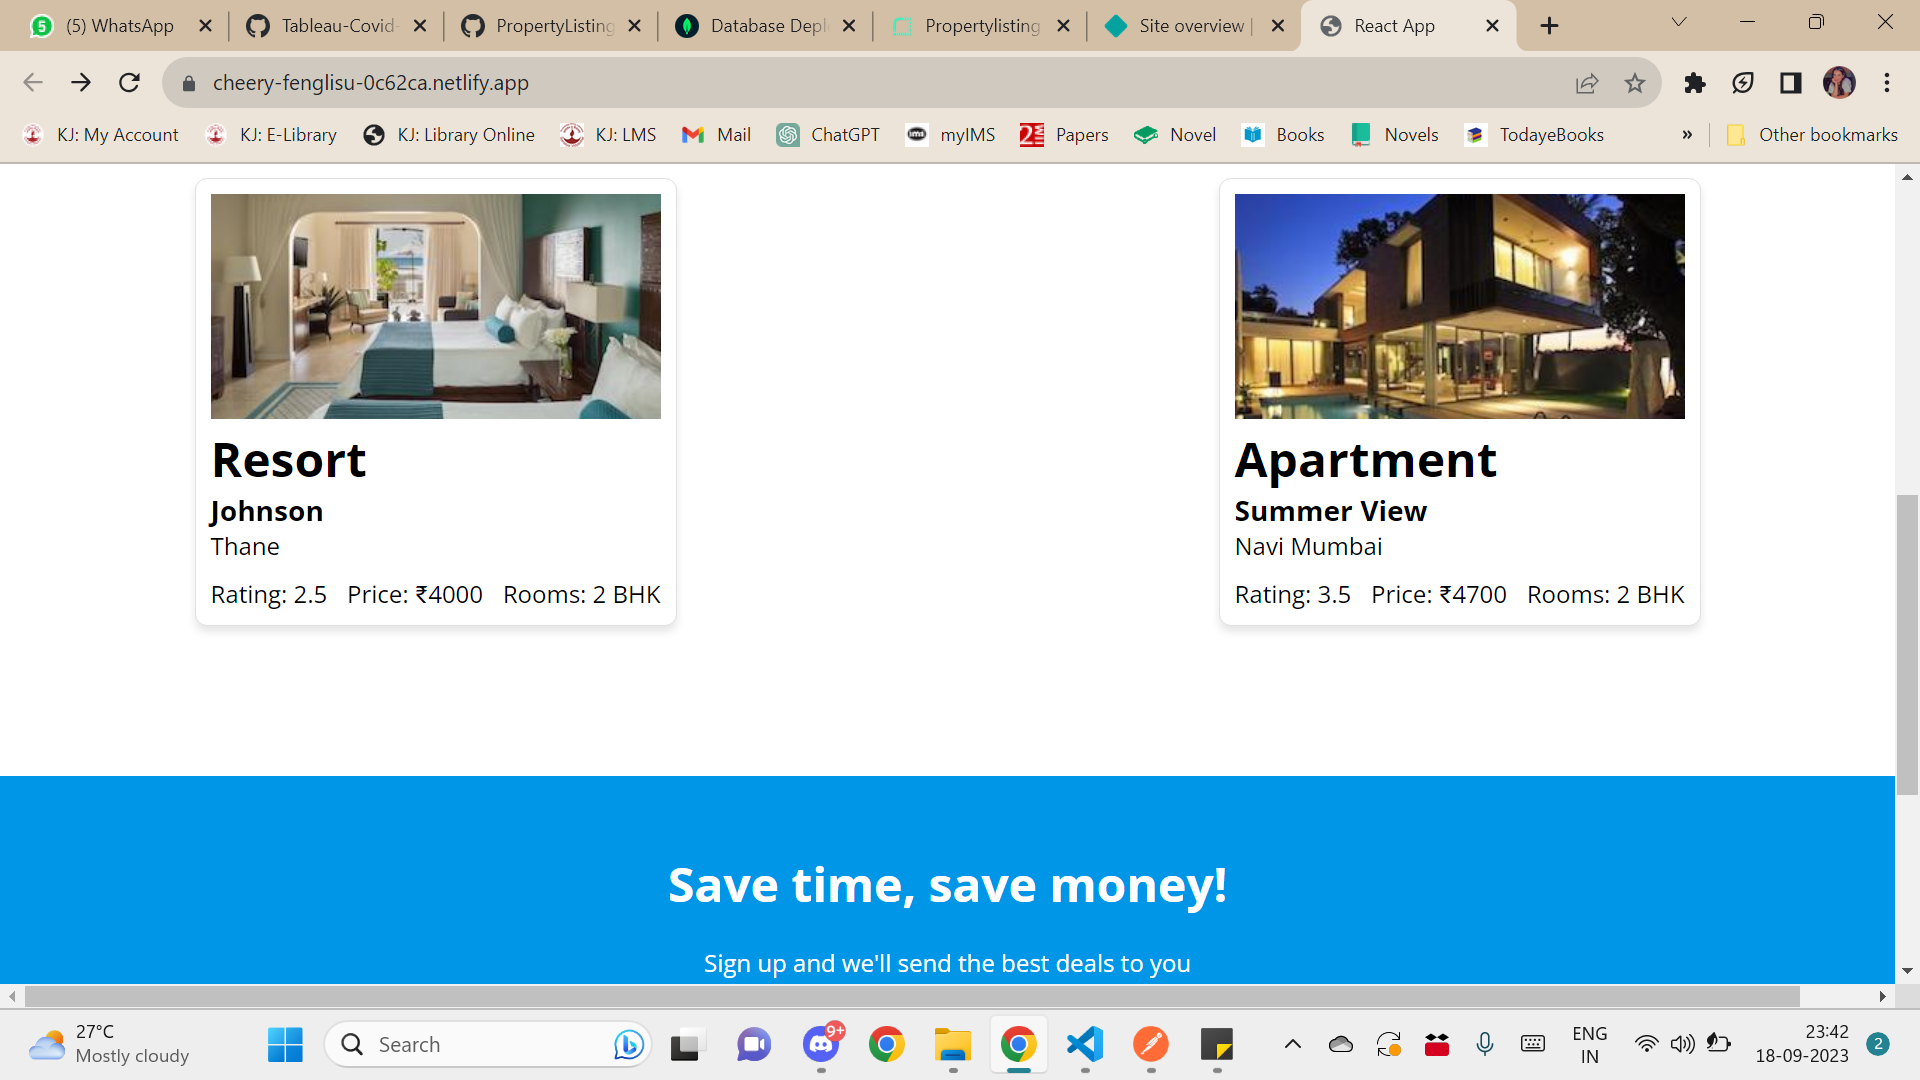 (5) WhatsApp
Tableau-Covid-
PropertyListing
Database Depl
Propertylisting
Site overview |
React App
cheery-fenglisu-0c62ca.netlify.app
KJ: My Account
KJ: E-Library
KJ: Library Online
KJ: LMS
Mail
ChatGPT
myIMS
Papers
Novel
Books
Novels
TodayeBooks
»
Other bookmarks
Resort
Johnson
Thane
Rating: 2.5 Price: ₹4000 Rooms: 2 BHK
Apartment
Summer View
Navi Mumbai
Rating: 3.5 Price: ₹4700 Rooms: 2 BHK
Save time, save money!
Sign up and we'll send the best deals to you
27°C
Mostly cloudy
Search
9+
ENG
IN
23:42
18-09-2023
2